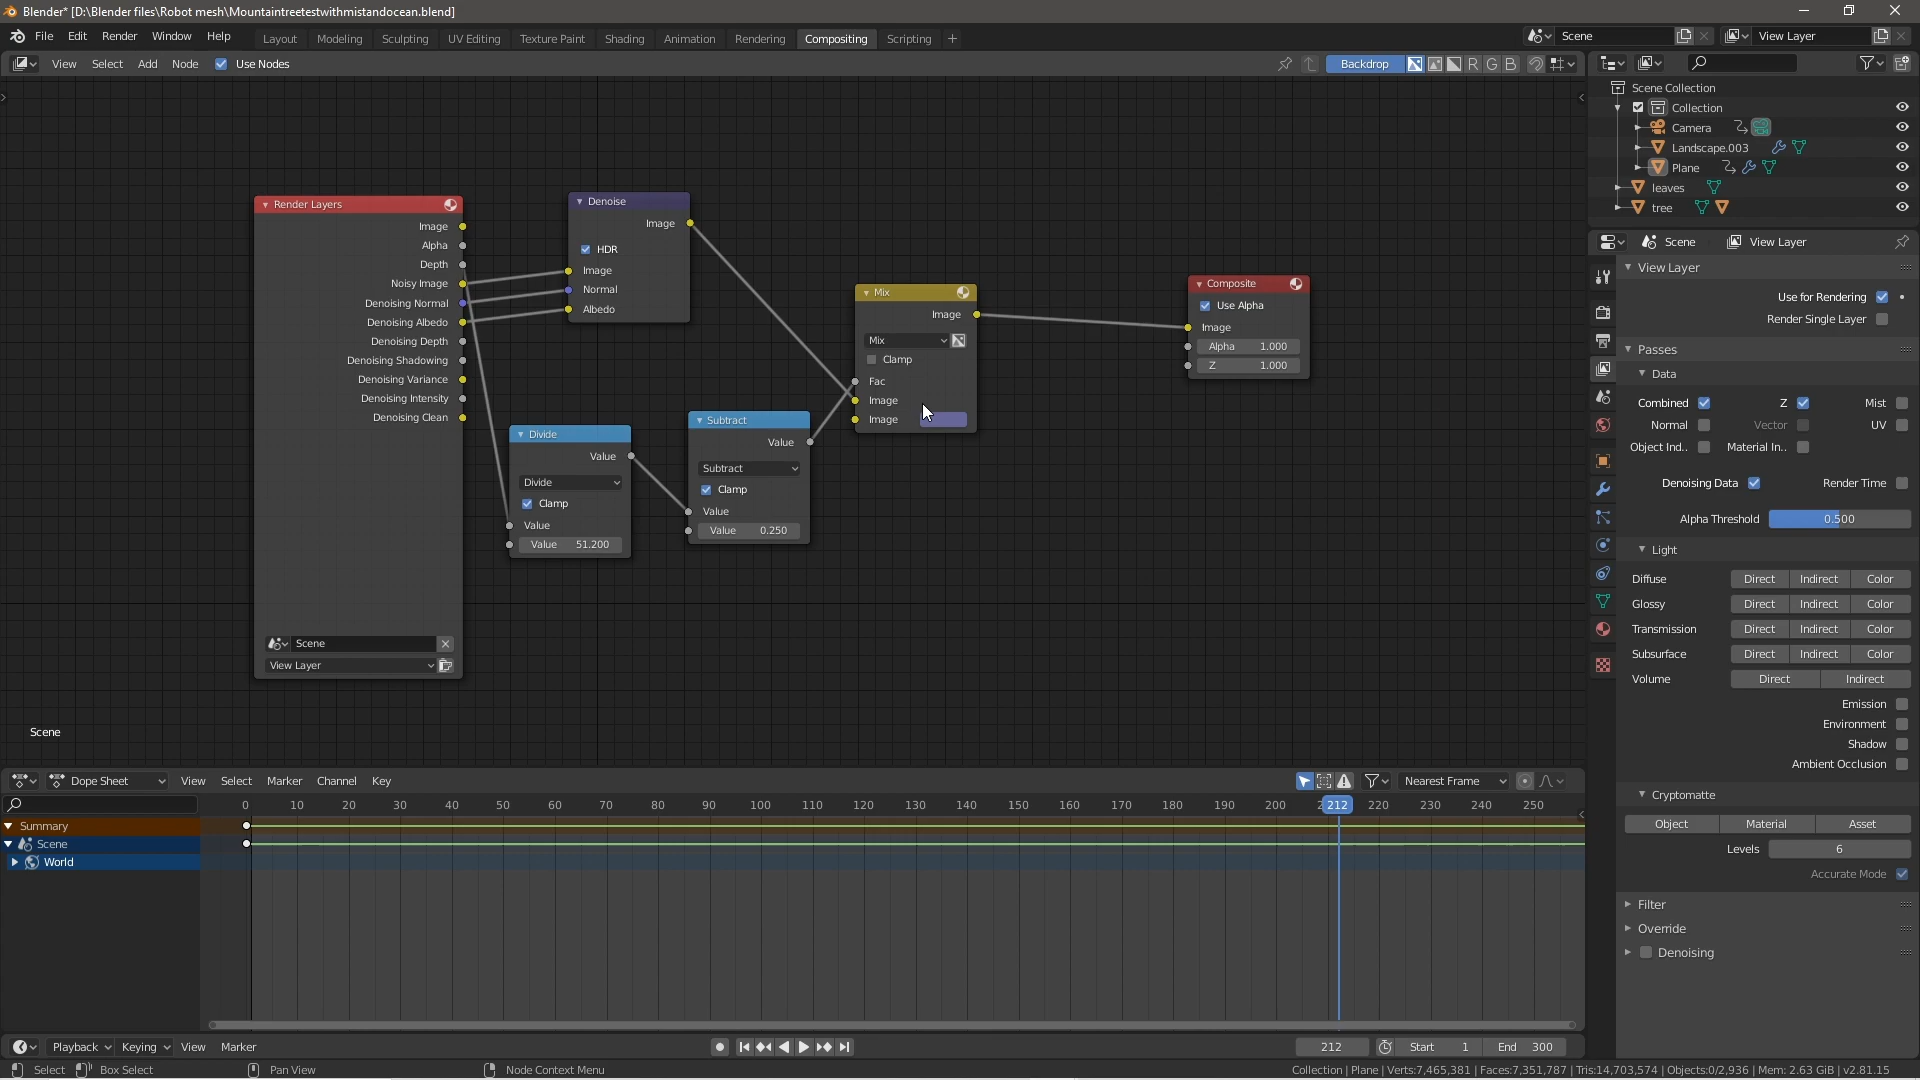 Blender* [D:\Blender files\Robot mesh\Mountaintreetestwithmistandocean.blend]
File Edit Render Window Help Layout Modeling Sculpting UV Editing Texture Paint Shading Animation Rendering Compositing Scripting + Scene View Layer
View Select Add Node Use Nodes Backdrop R G B
Scene Collection
Collection
Camera
Landscape.003
Plane
leaves
tree
Render Layers
Image
Alpha
Depth
Noisy Image
Denoising Normal
Denoising Albedo
Denoising Depth
Denoising Shadowing
Denoising Variance
Denoising Intensity
Denoising Clean
Scene
View Layer
Denoise
Image
HDR
Image
Normal
Albedo
Divide
Value
Divide
Clamp
Value
Value 51.200
Subtract
Value
Subtract
Clamp
Value
Value 0.250
Mix
Image
Mix
Clamp
Fac
Image
Image
Composite
Use Alpha
Image
Alpha 1.000
Z 1.000
Scene
Scene View Layer
View Layer
Use for Rendering
Render Single Layer
Passes
Data
Combined Z Mist
Normal Vector UV
Object Ind.. Material In..
Denoising Data Render Time
Alpha Threshold 0.500
Light
Diffuse Direct Indirect Color
Glossy Direct Indirect Color
Transmission Direct Indirect Color
Subsurface Direct Indirect Color
Volume Direct Indirect
Emission
Environment
Shadow
Ambient Occlusion
Cryptomatte
Object Material Asset
Levels 6
Accurate Mode
Filter
Override
Denoising
Dope Sheet View Select Marker Channel Key Nearest Frame
0 10 20 30 40 50 60 70 80 90 100 110 120 130 140 150 160 170 180 190 200 212 220 230 240 250
Summary
Scene
World
Playback Keying View Marker 212 Start 1 End 300
Select Box Select Pan View Node Context Menu Collection | Plane | Verts:7,465,381 | Faces:7,351,787 | Tris:14,703,574 | Objects:0/2,936 | Mem: 2.63 GiB | v2.81.15